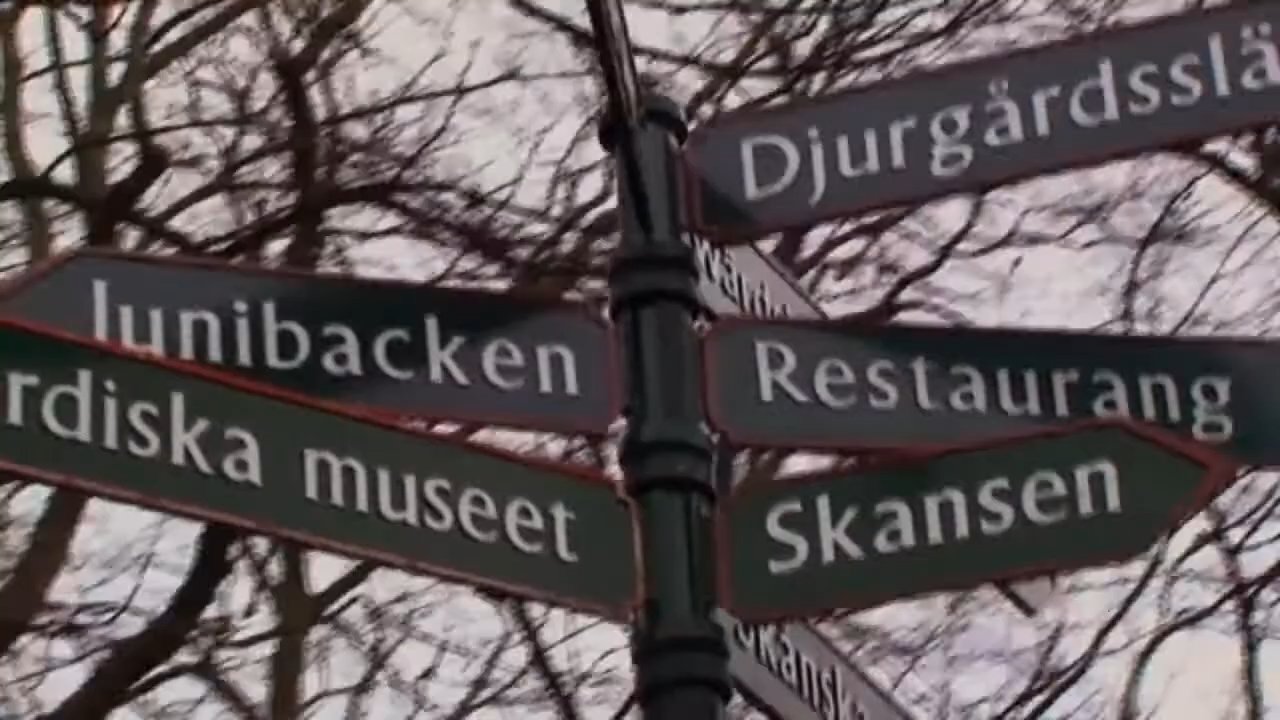 Djurgårdsslä
Junibacken
Restaurang
rdiska museet
Skansen